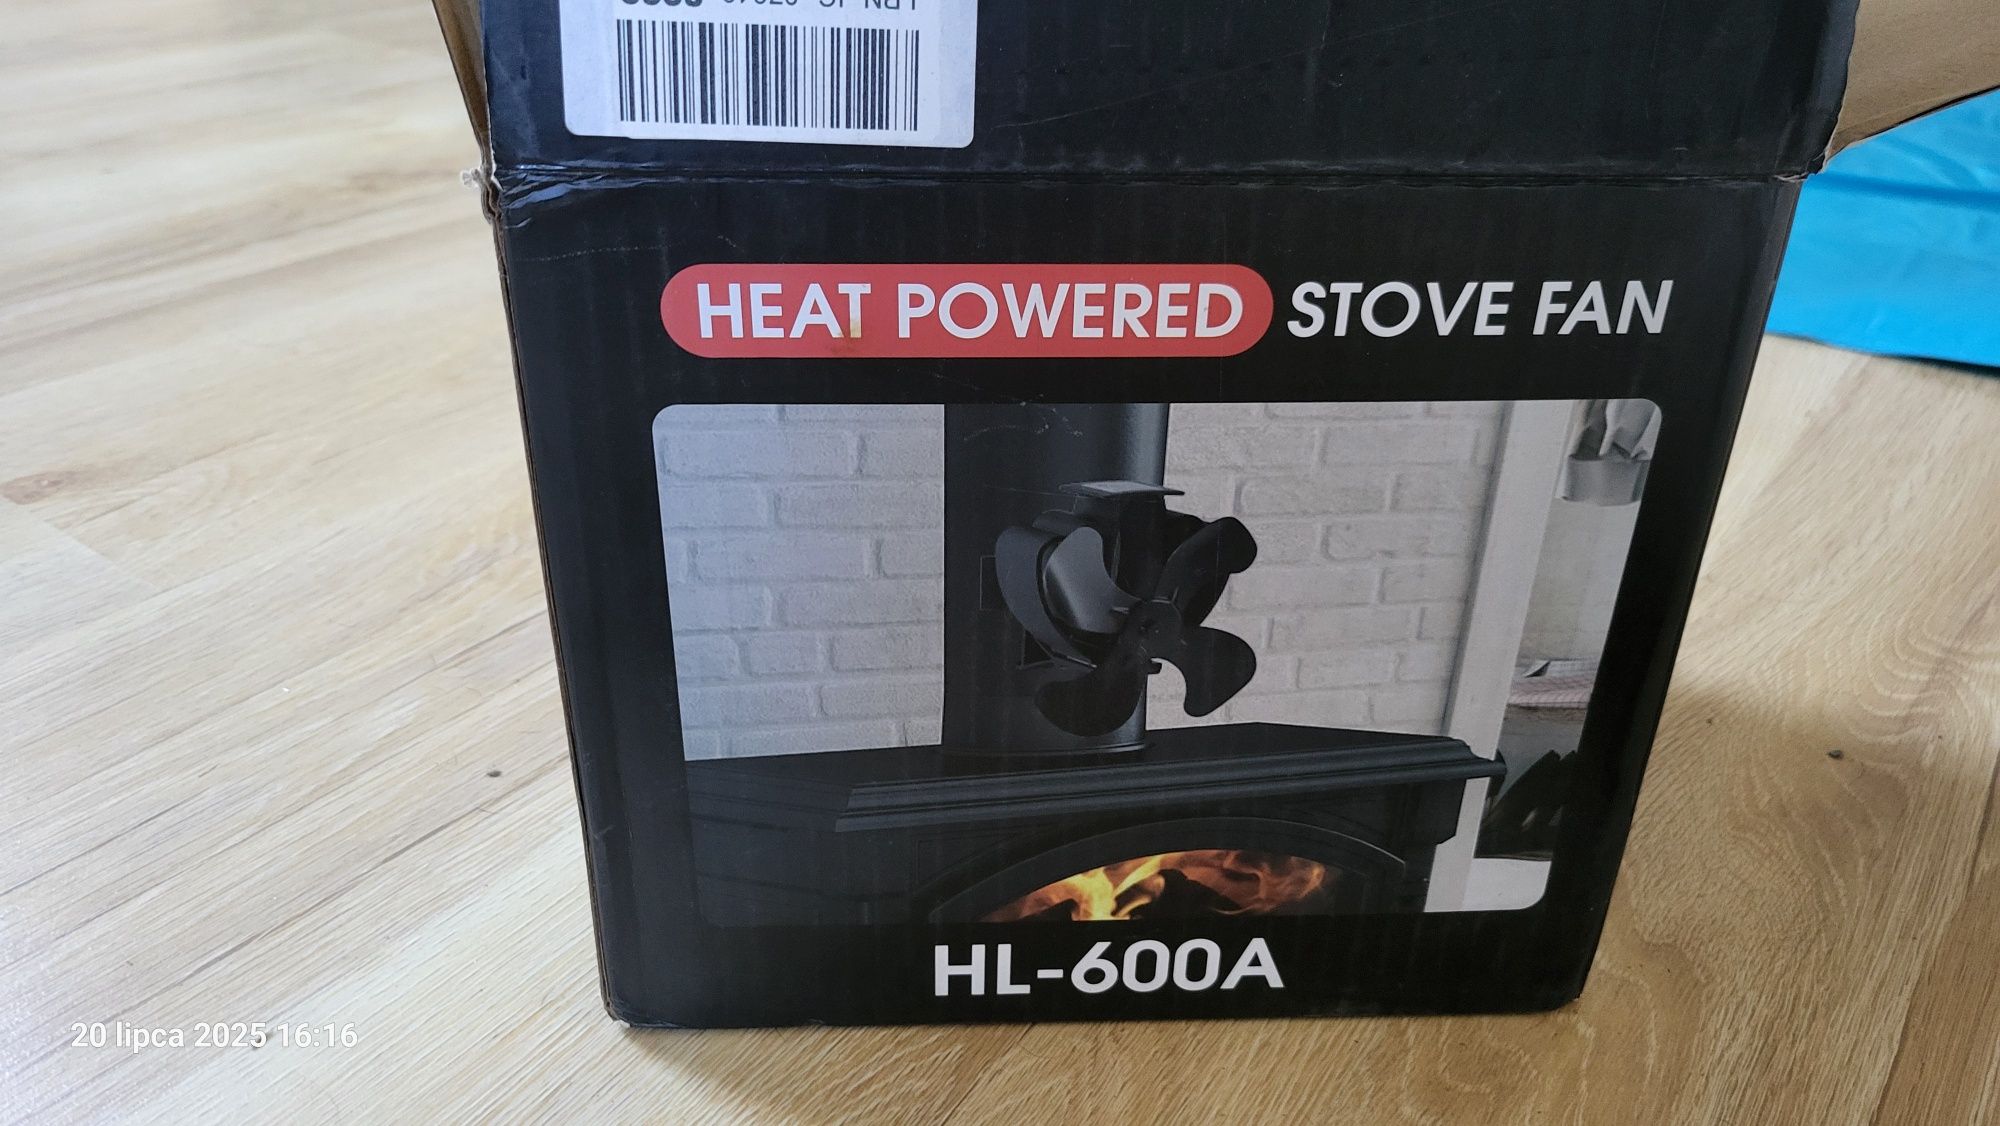 HEAT POWERED STOVE FAN
HL-600A
20 lipca 2025 16:16